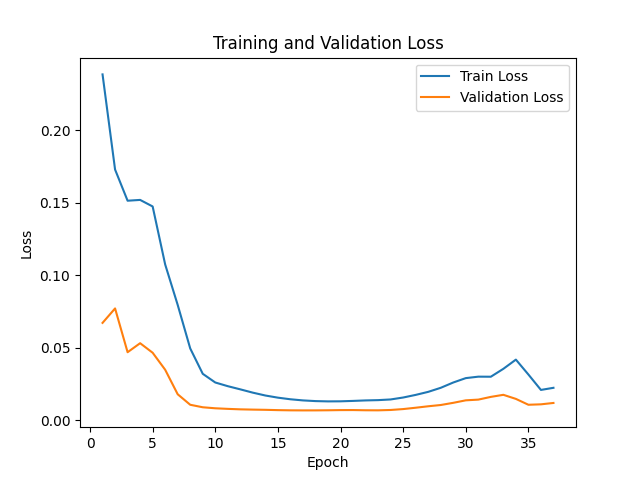 Training and Validation Loss
Train Loss
Validation Loss
Loss
0.20
0.15
0.10
0.05
0.00
0 5 10 15 20 25 30 35
Epoch